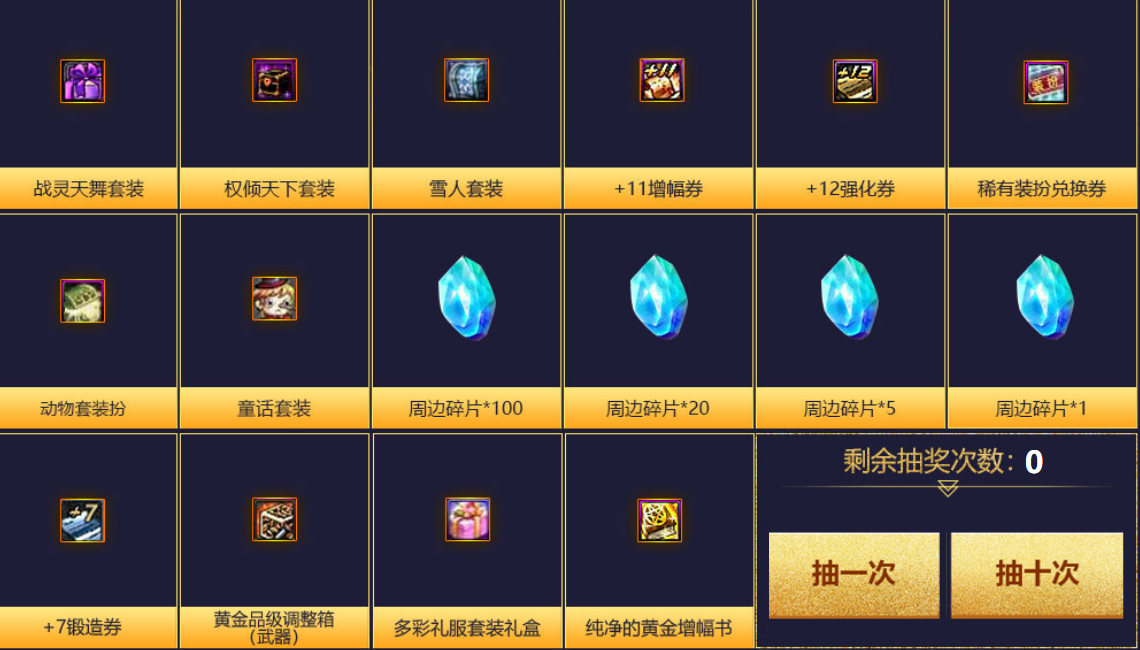 战灵天舞套装
权倾天下套装
雪人套装
+11
+11增幅券
+12
+12强化券
装扮
稀有装扮兑换券
动物套装扮
童话套装
周边碎片*100
周边碎片*20
周边碎片*5
周边碎片*1
+7
+7锻造券
黄金品级调整箱
（武器）
多彩礼服套装礼盒
纯净的黄金增幅书
剩余抽奖次数：0
抽一次
抽十次